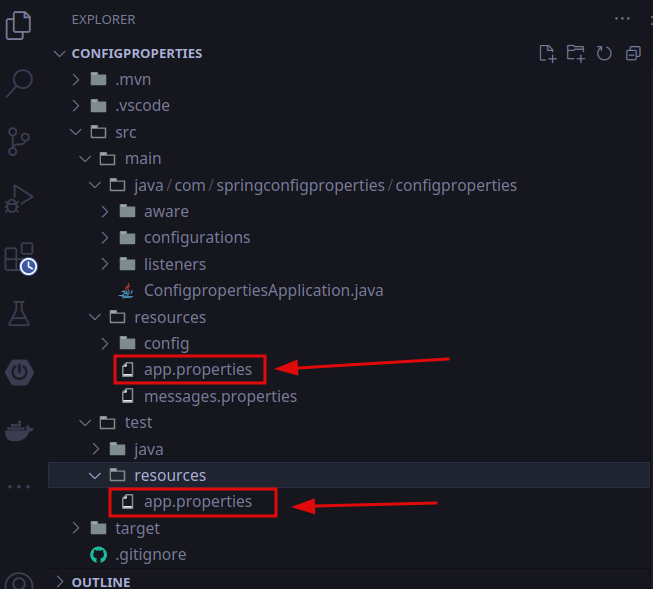 EXPLORER
CONFIGPROPERTIES
.mvn
.vscode
src
main
java/com/springconfigproperties/configproperties
aware
configurations
listeners
ConfigpropertiesApplication.java
resources
config
app.properties
messages.properties
test
java
resources
app.properties
target
.gitignore
OUTLINE